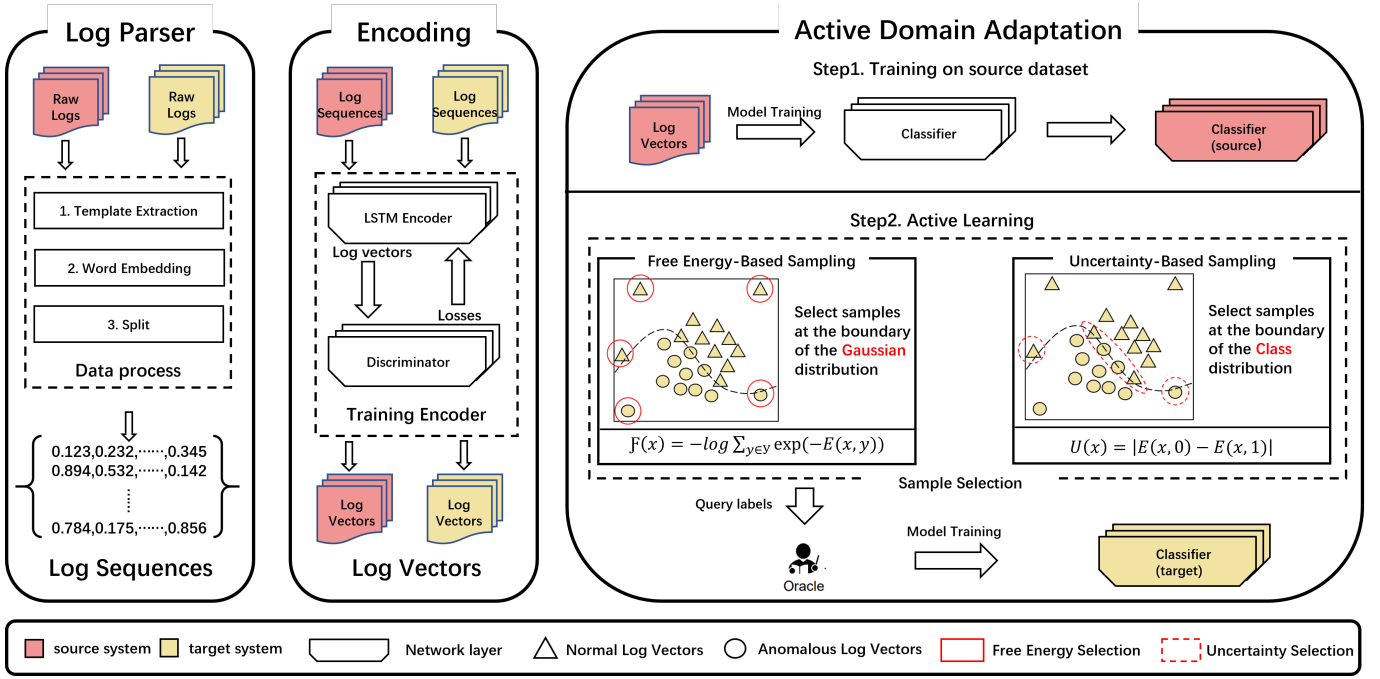 Log Parser
Raw
Logs
Raw
Logs
1. Template Extraction
2. Word Embedding
3. Split
Data process
0.123,0.232,······,0.345
0.894,0.532,······,0.142
0.784,0.175,······,0.856
Log Sequences
Encoding
Log
Sequences
Log
Sequences
LSTM Encoder
Log vectors
Losses
Discriminator
Training Encoder
Log
Vectors
Log
Vectors
Log Vectors
Active Domain Adaptation
Step1. Training on source dataset
Log
Vectors
Model Training
Classifier
Classifier
(source)
Step2. Active Learning
Free Energy-Based Sampling
Select samples
at the boundary
of the Gaussian
distribution
Ƒ(x) = −log ∑y∈y exp(−E(x, y))
Uncertainty-Based Sampling
Select samples
at the boundary
of the Class
distribution
U(x) = |E(x, 0) − E(x, 1)|
Sample Selection
Query labels
Oracle
Model Training
Classifier
(target)
source system
target system
Network layer
Normal Log Vectors
Anomalous Log Vectors
Free Energy Selection
Uncertainty Selection